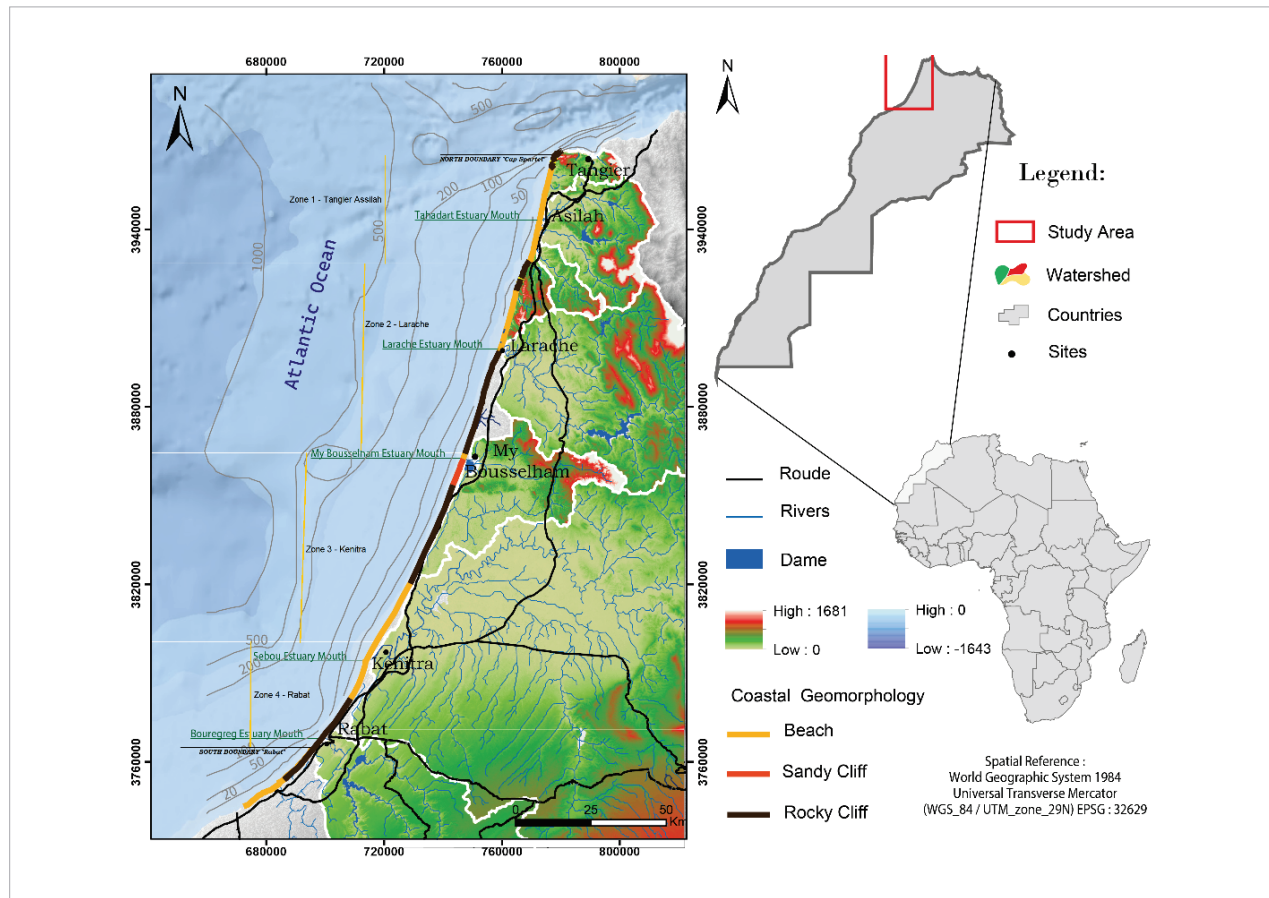 680000
720000
760000
800000
N
500
NORTH BOUNDARY "Cap Spartel"
Tangier
200
100
50
Zone 1 - Tangier Assilah
Tahadart Estuary Mouth
Asilah
3940000
3940000
500
1000
Atlantic Ocean
Zone 2 - Larache
Larache Estuary Mouth
Larache
3880000
3880000
My Bousselham Estuary Mouth
My
Bousselham
Zone 3 - Kenitra
3820000
3820000
500
200
Sebou Estuary Mouth
Kenitra
Zone 4 - Rabat
Bouregreg Estuary Mouth
Rabat
SOUTH BOUNDARY "Rabat"
100
50
20
3760000
3760000
0 25 50
Km
680000
720000
760000
800000
N
Legend:
Study Area
Watershed
Countries
Sites
Roude
Rivers
Dame
High : 1681
Low : 0
High : 0
Low : -1643
Coastal Geomorphology
Beach
Sandy Cliff
Rocky Cliff
Spatial Reference :
World Geographic System 1984
Universal Transverse Mercator
(WGS_84 / UTM_zone_29N) EPSG : 32629